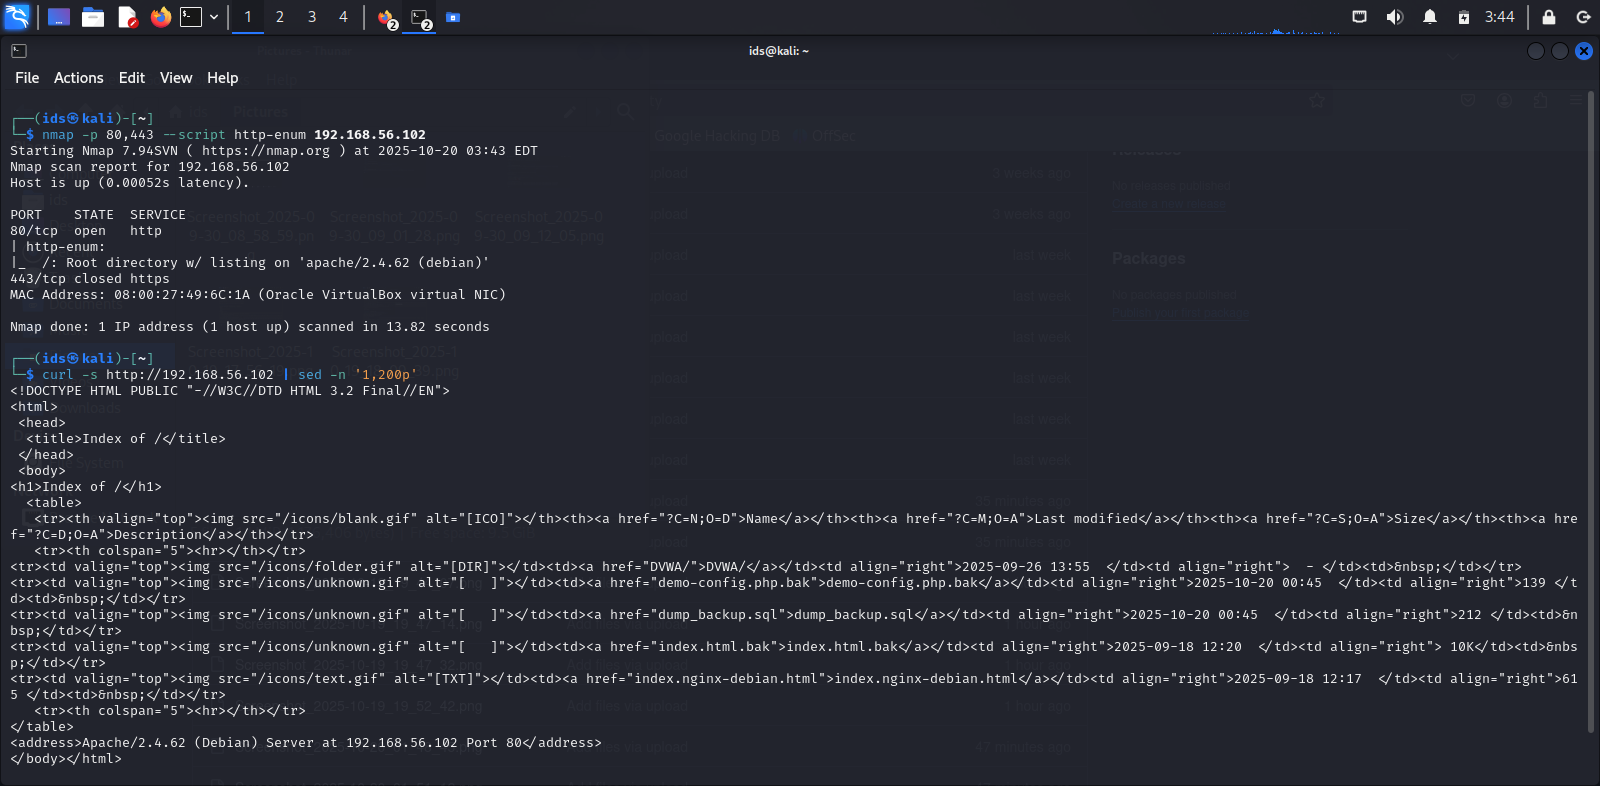 1 2 3 4
2 2
3:44
ids@kali: ~
File Actions Edit View Help
┌──(ids㉿kali)-[~]
└─$ nmap -p 80,443 --script http-enum 192.168.56.102
Starting Nmap 7.94SVN ( https://nmap.org ) at 2025-10-20 03:43 EDT
Nmap scan report for 192.168.56.102
Host is up (0.00052s latency).
PORT    STATE  SERVICE
80/tcp  open   http
| http-enum:
|_  /: Root directory w/ listing on 'apache/2.4.62 (debian)'
443/tcp closed https
MAC Address: 08:00:27:49:6C:1A (Oracle VirtualBox virtual NIC)
Nmap done: 1 IP address (1 host up) scanned in 13.82 seconds
┌──(ids㉿kali)-[~]
└─$ curl -s http://192.168.56.102 | sed -n '1,200p'
<!DOCTYPE HTML PUBLIC "-//W3C//DTD HTML 3.2 Final//EN">
<html>
 <head>
  <title>Index of /</title>
 </head>
 <body>
<h1>Index of /</h1>
  <table>
   <tr><th valign="top"><img src="/icons/blank.gif" alt="[ICO]"></th><th><a href="?C=N;O=D">Name</a></th><th><a href="?C=M;O=A">Last modified</a></th><th><a href="?C=S;O=A">Size</a></th><th><a hre
f="?C=D;O=A">Description</a></th></tr>
   <tr><th colspan="5"><hr></th></tr>
<tr><td valign="top"><img src="/icons/folder.gif" alt="[DIR]"></td><td><a href="DVWA/">DVWA/</a></td><td align="right">2025-09-26 13:55  </td><td align="right">  - </td><td>&nbsp;</td></tr>
<tr><td valign="top"><img src="/icons/unknown.gif" alt="[   ]"></td><td><a href="demo-config.php.bak">demo-config.php.bak</a></td><td align="right">2025-10-20 00:45  </td><td align="right">139 </t
d><td>&nbsp;</td></tr>
<tr><td valign="top"><img src="/icons/unknown.gif" alt="[   ]"></td><td><a href="dump_backup.sql">dump_backup.sql</a></td><td align="right">2025-10-20 00:45  </td><td align="right">212 </td><td>&n
bsp;</td></tr>
<tr><td valign="top"><img src="/icons/unknown.gif" alt="[   ]"></td><td><a href="index.html.bak">index.html.bak</a></td><td align="right">2025-09-18 12:20  </td><td align="right"> 10K</td><td>&nbs
p;</td></tr>
<tr><td valign="top"><img src="/icons/text.gif" alt="[TXT]"></td><td><a href="index.nginx-debian.html">index.nginx-debian.html</a></td><td align="right">2025-09-18 12:17  </td><td align="right">61
5 </td><td>&nbsp;</td></tr>
   <tr><th colspan="5"><hr></th></tr>
</table>
<address>Apache/2.4.62 (Debian) Server at 192.168.56.102 Port 80</address>
</body></html>